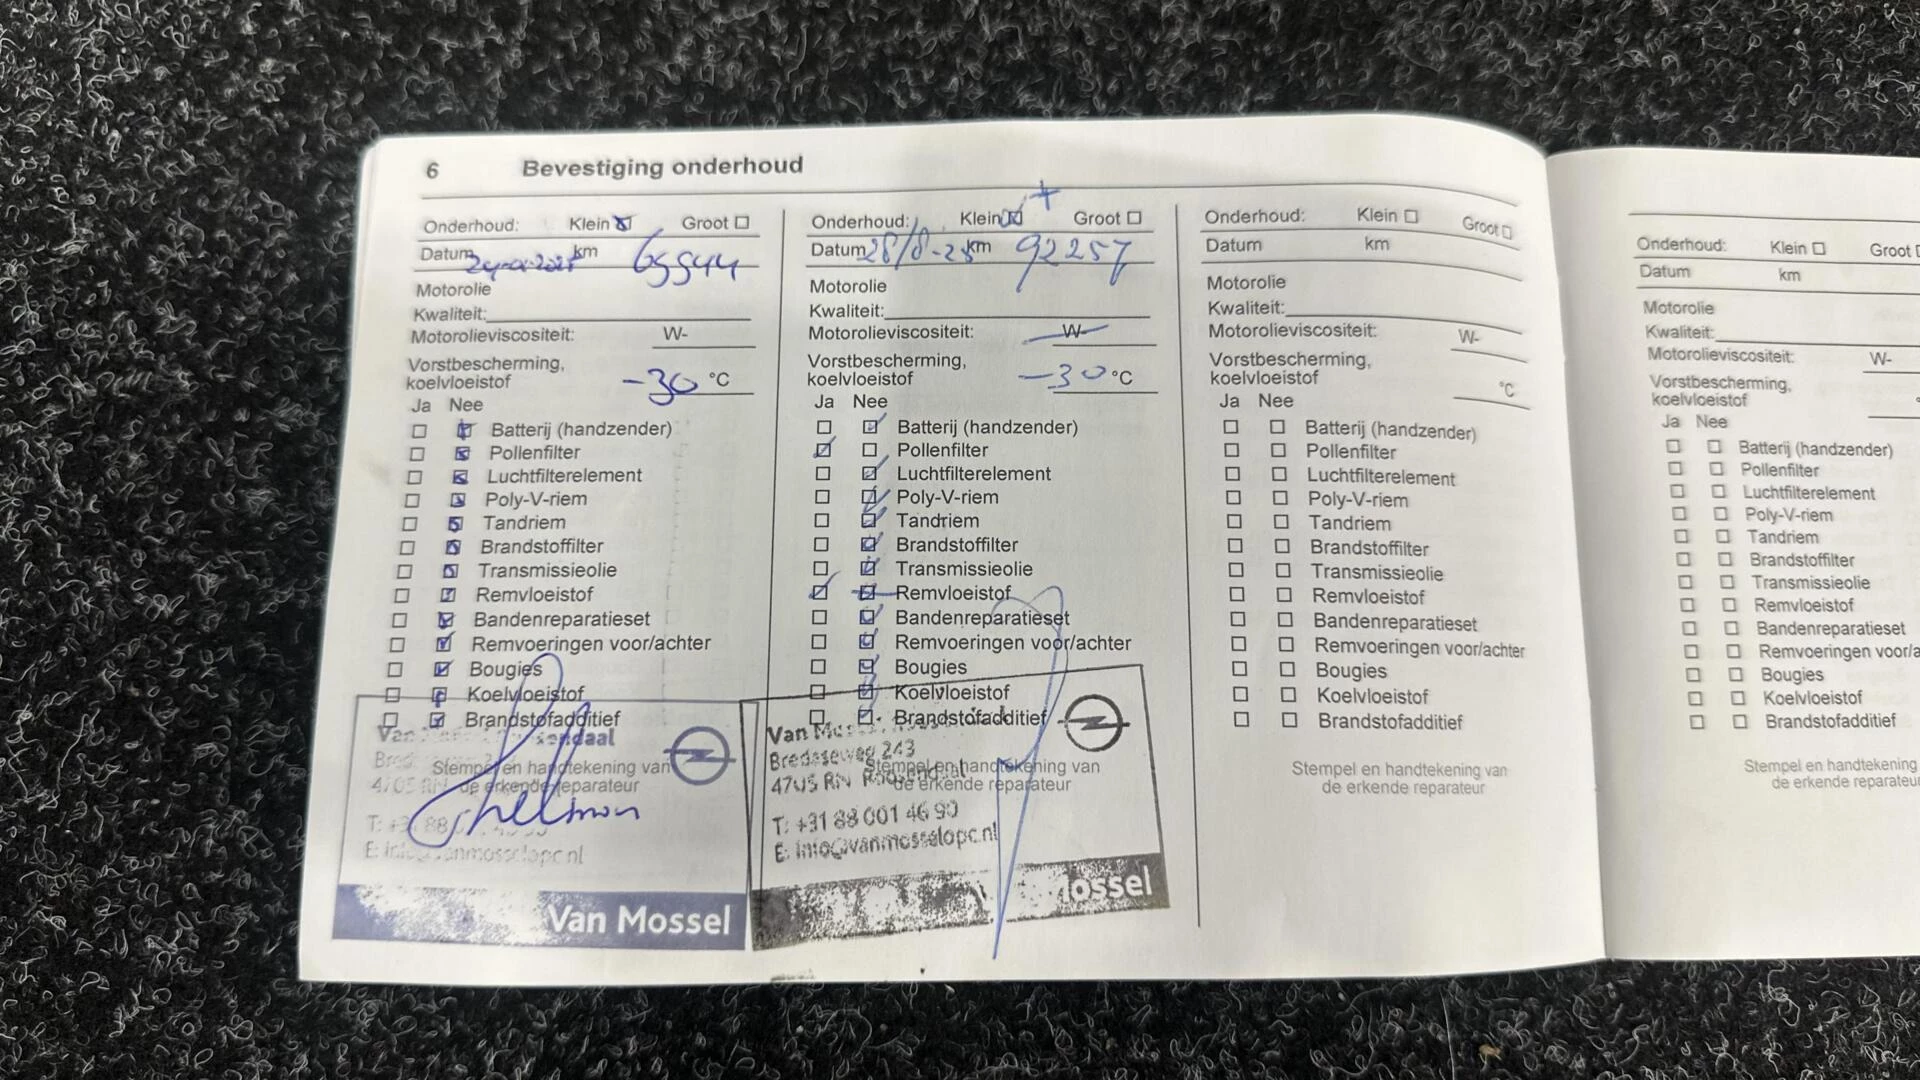 6 Bevestiging onderhoud
Onderhoud: Klein Groot
Datum km
Motorolie
Kwaliteit:
Motorolieviscositeit: W-
Vorstbescherming,
koelvloeistof -30 °C
Ja Nee
Batterij (handzender)
Pollenfilter
Luchtfilterelement
Poly-V-riem
Tandriem
Brandstoffilter
Transmissieolie
Remvloeistof
Bandenreparatieset
Remvoeringen voor/achter
Bougies
Koelvloeistof
Brandstofadditief
Stempel en handtekening van
de erkende reparateur
Van Mossel
Onderhoud: Klein + Groot
Datum 28/8-25 km 92257
Motorolie
Kwaliteit:
Motorolieviscositeit: W-
Vorstbescherming,
koelvloeistof -30 °C
Ja Nee
Batterij (handzender)
Pollenfilter
Luchtfilterelement
Poly-V-riem
Tandriem
Brandstoffilter
Transmissieolie
Remvloeistof
Bandenreparatieset
Remvoeringen voor/achter
Bougies
Koelvloeistof
Brandstofadditief
Stempel en handtekening van
de erkende reparateur
Bredaseweg 243
4705 RN Roosendaal
T: +31 88 001 46 90
E: info@vanmosselopc.nl
Mossel
Onderhoud: Klein Groot
Datum km
Motorolie
Kwaliteit:
Motorolieviscositeit: W-
Vorstbescherming,
koelvloeistof °C
Ja Nee
Batterij (handzender)
Pollenfilter
Luchtfilterelement
Poly-V-riem
Tandriem
Brandstoffilter
Transmissieolie
Remvloeistof
Bandenreparatieset
Remvoeringen voor/achter
Bougies
Koelvloeistof
Brandstofadditief
Stempel en handtekening van
de erkende reparateur
Onderhoud: Klein Groot
Datum km
Motorolie
Kwaliteit:
Motorolieviscositeit: W-
Vorstbescherming,
koelvloeistof
Ja Nee
Batterij (handzender)
Pollenfilter
Luchtfilterelement
Poly-V-riem
Tandriem
Brandstoffilter
Transmissieolie
Remvloeistof
Bandenreparatieset
Remvoeringen voor/a
Bougies
Koelvloeistof
Brandstofadditief
Stempel en handtekening
de erkende reparateu